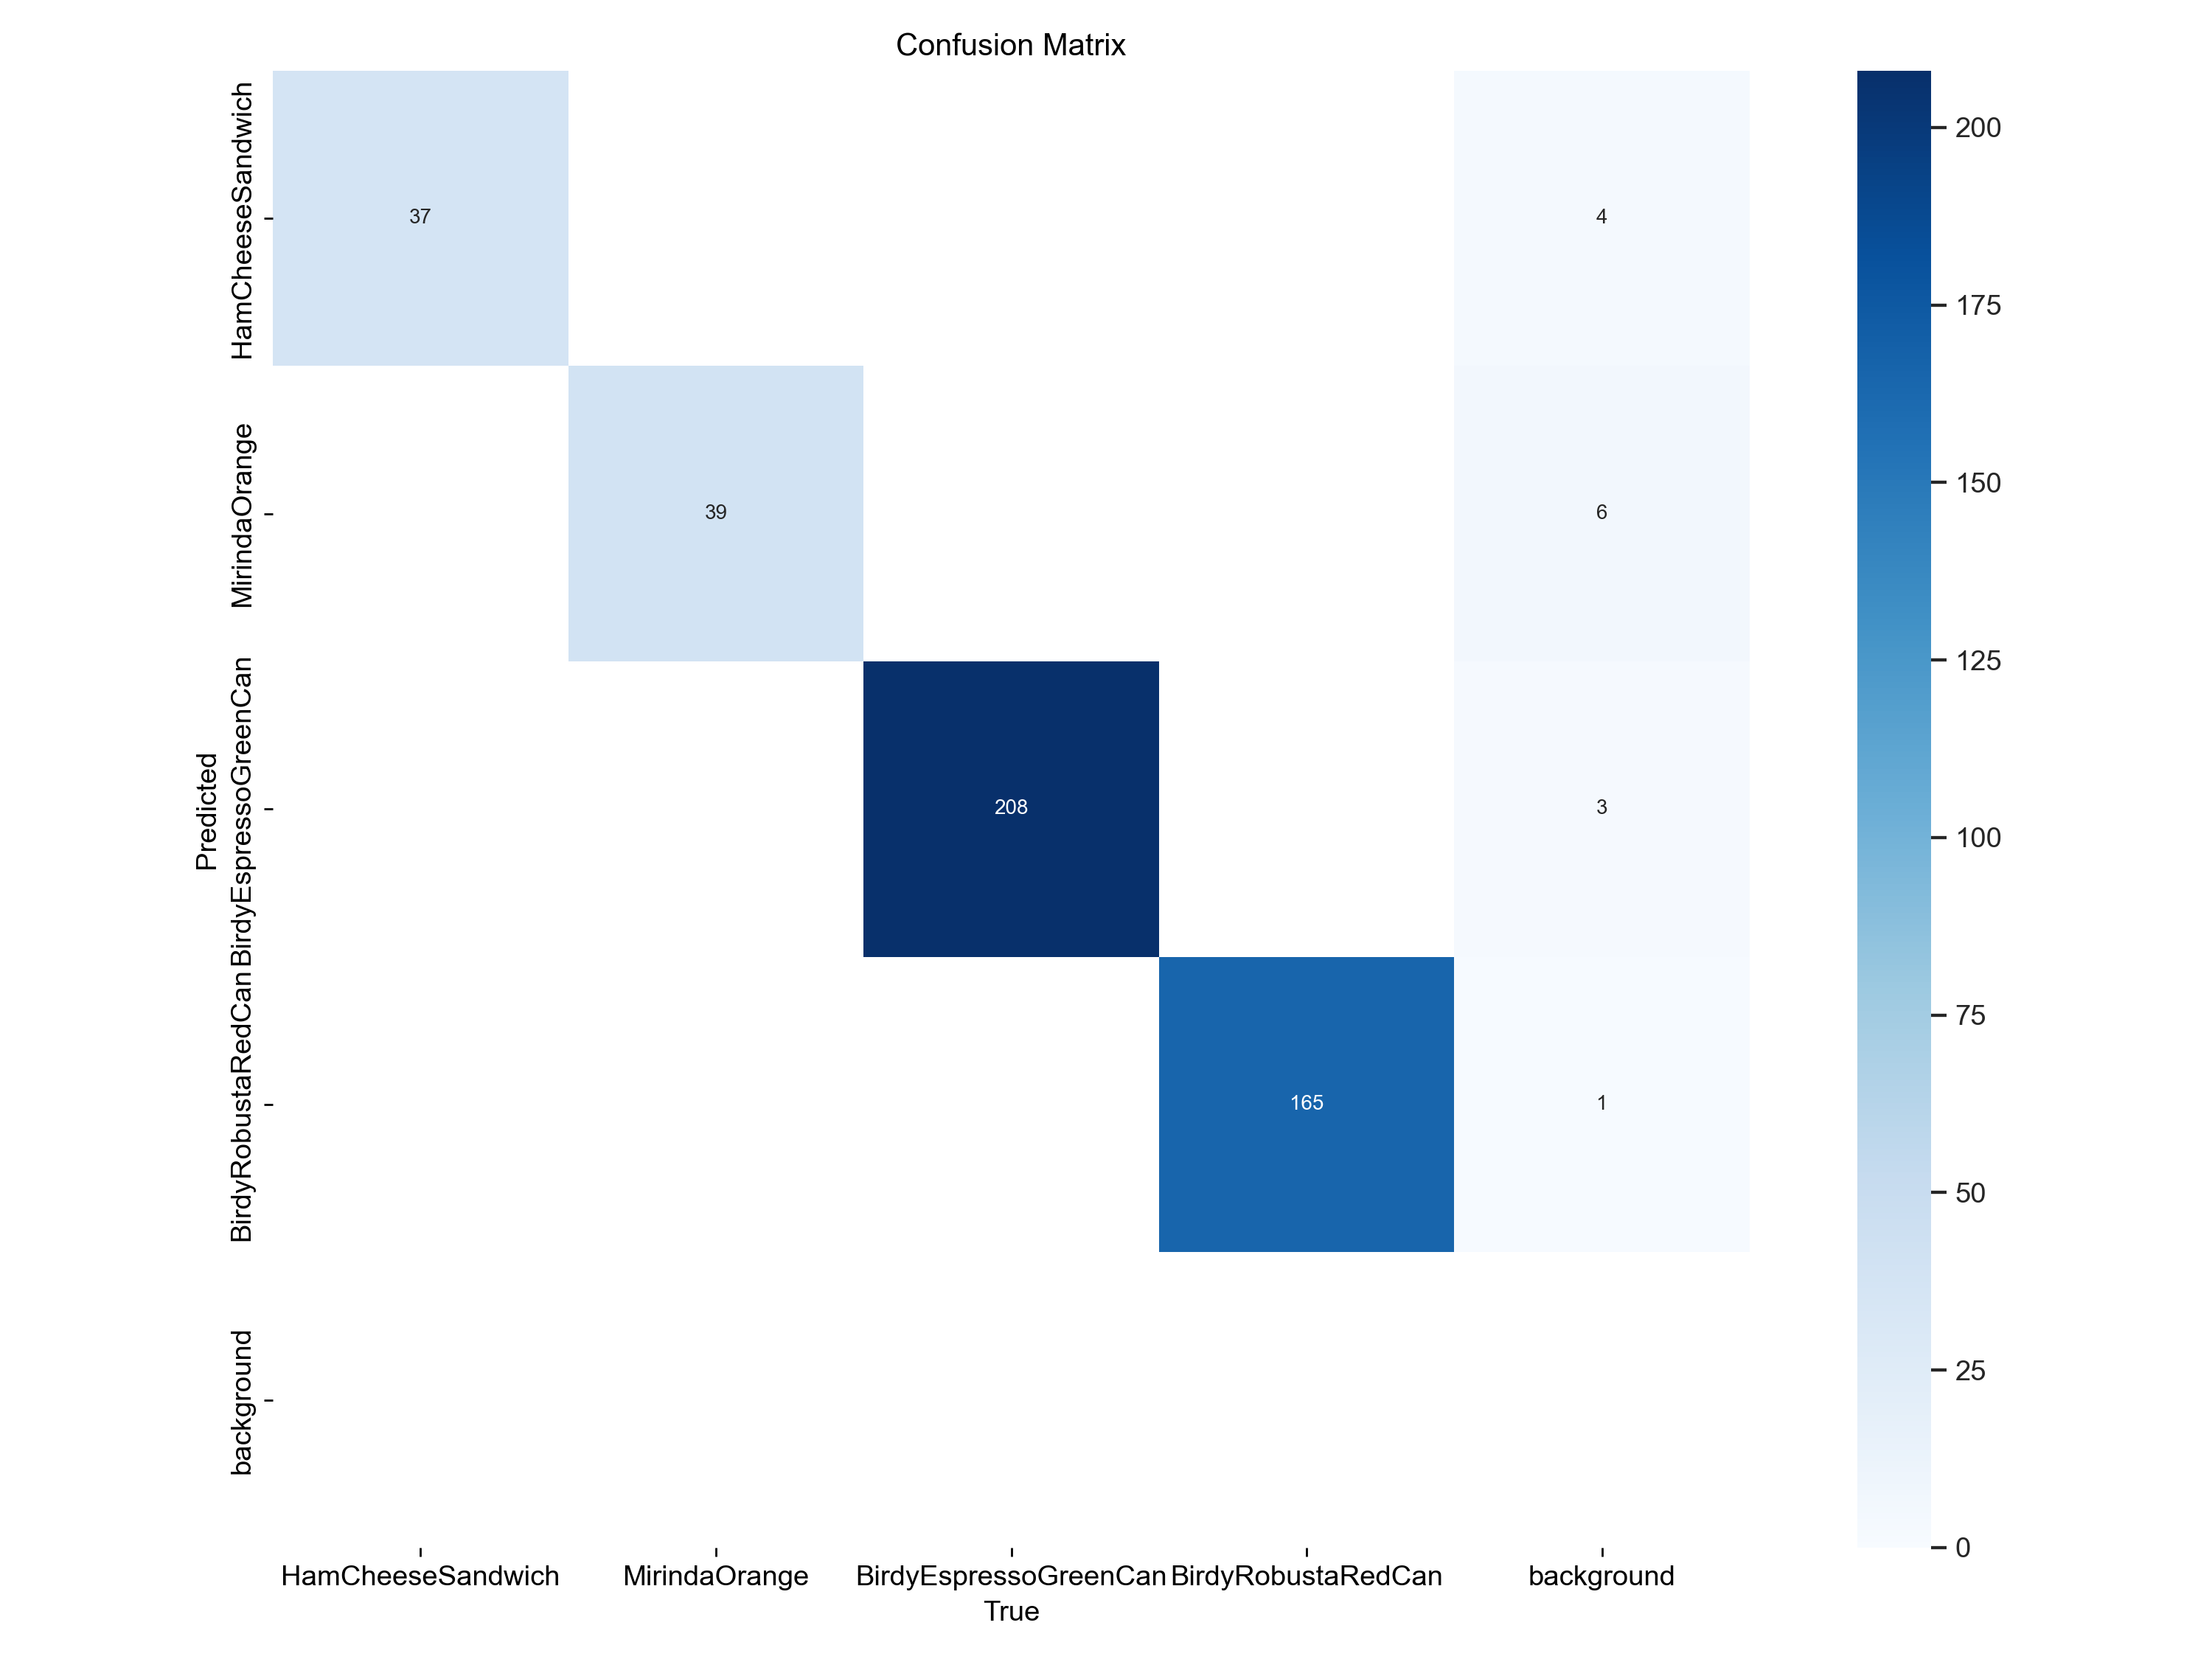 Confusion Matrix
HamCheeseSandwich
MirindaOrange
BirdyEspressoGreenCan
BirdyRobustaRedCan
background
Predicted
37
4
39
6
208
3
165
1
200
175
150
125
100
75
50
25
0
HamCheeseSandwich
MirindaOrange
BirdyEspressoGreenCan
BirdyRobustaRedCan
background
True